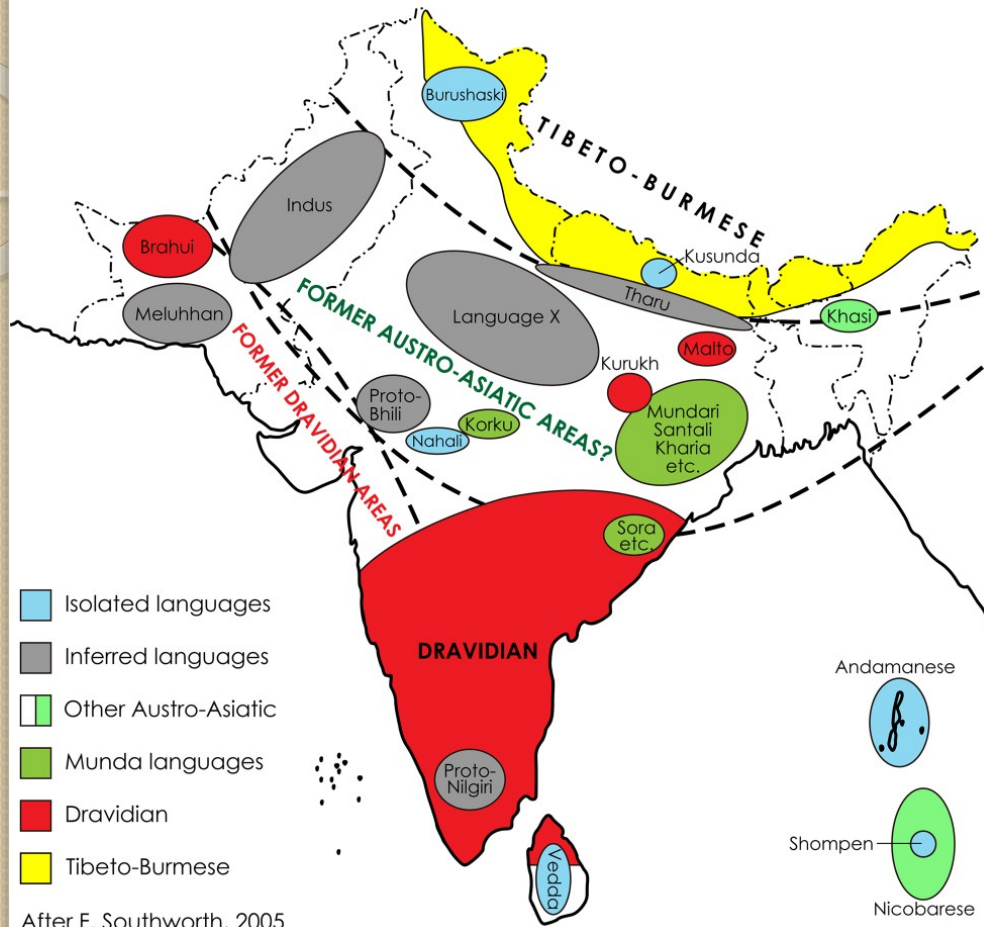 Burushaski
TIBETO-BURMESE
Indus
Brahui
Kusunda
Meluhhan
Tharu
Language X
Khasi
FORMER AUSTRO-ASIATIC AREAS?
FORMER DRAVIDIAN AREAS
Malto
Kurukh
Proto-
Bhili
Korku
Nahali
Mundari
Santali
Kharia
etc.
Sora
etc.
Isolated languages
Inferred languages
Other Austro-Asiatic
Munda languages
Dravidian
Tibeto-Burmese
DRAVIDIAN
Proto-
Nilgiri
Vedda
Andamanese
Shompen
Nicobarese
After F. Southworth, 2005